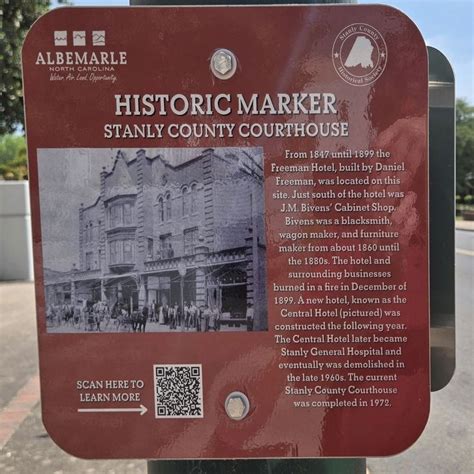 ALBEMARLE
NORTH CAROLINA
Water. Air. Land. Opportunity.
Stanly County
Historical Society
HISTORIC MARKER
STANLY COUNTY COURTHOUSE
From 1847 until 1899 the
Freeman Hotel, built by Daniel
Freeman, was located on this
site. Just south of the hotel was
J.M. Bivens' Cabinet Shop.
Bivens was a blacksmith,
wagon maker, and furniture
maker from about 1860 until
the 1880s. The hotel and
surrounding businesses
burned in a fire in December of
1899. A new hotel, known as the
Central Hotel (pictured) was
constructed the following year.
The Central Hotel later became
Stanly General Hospital and
eventually was demolished in
the late 1960s. The current
Stanly County Courthouse
was completed in 1972.
SCAN HERE TO
LEARN MORE